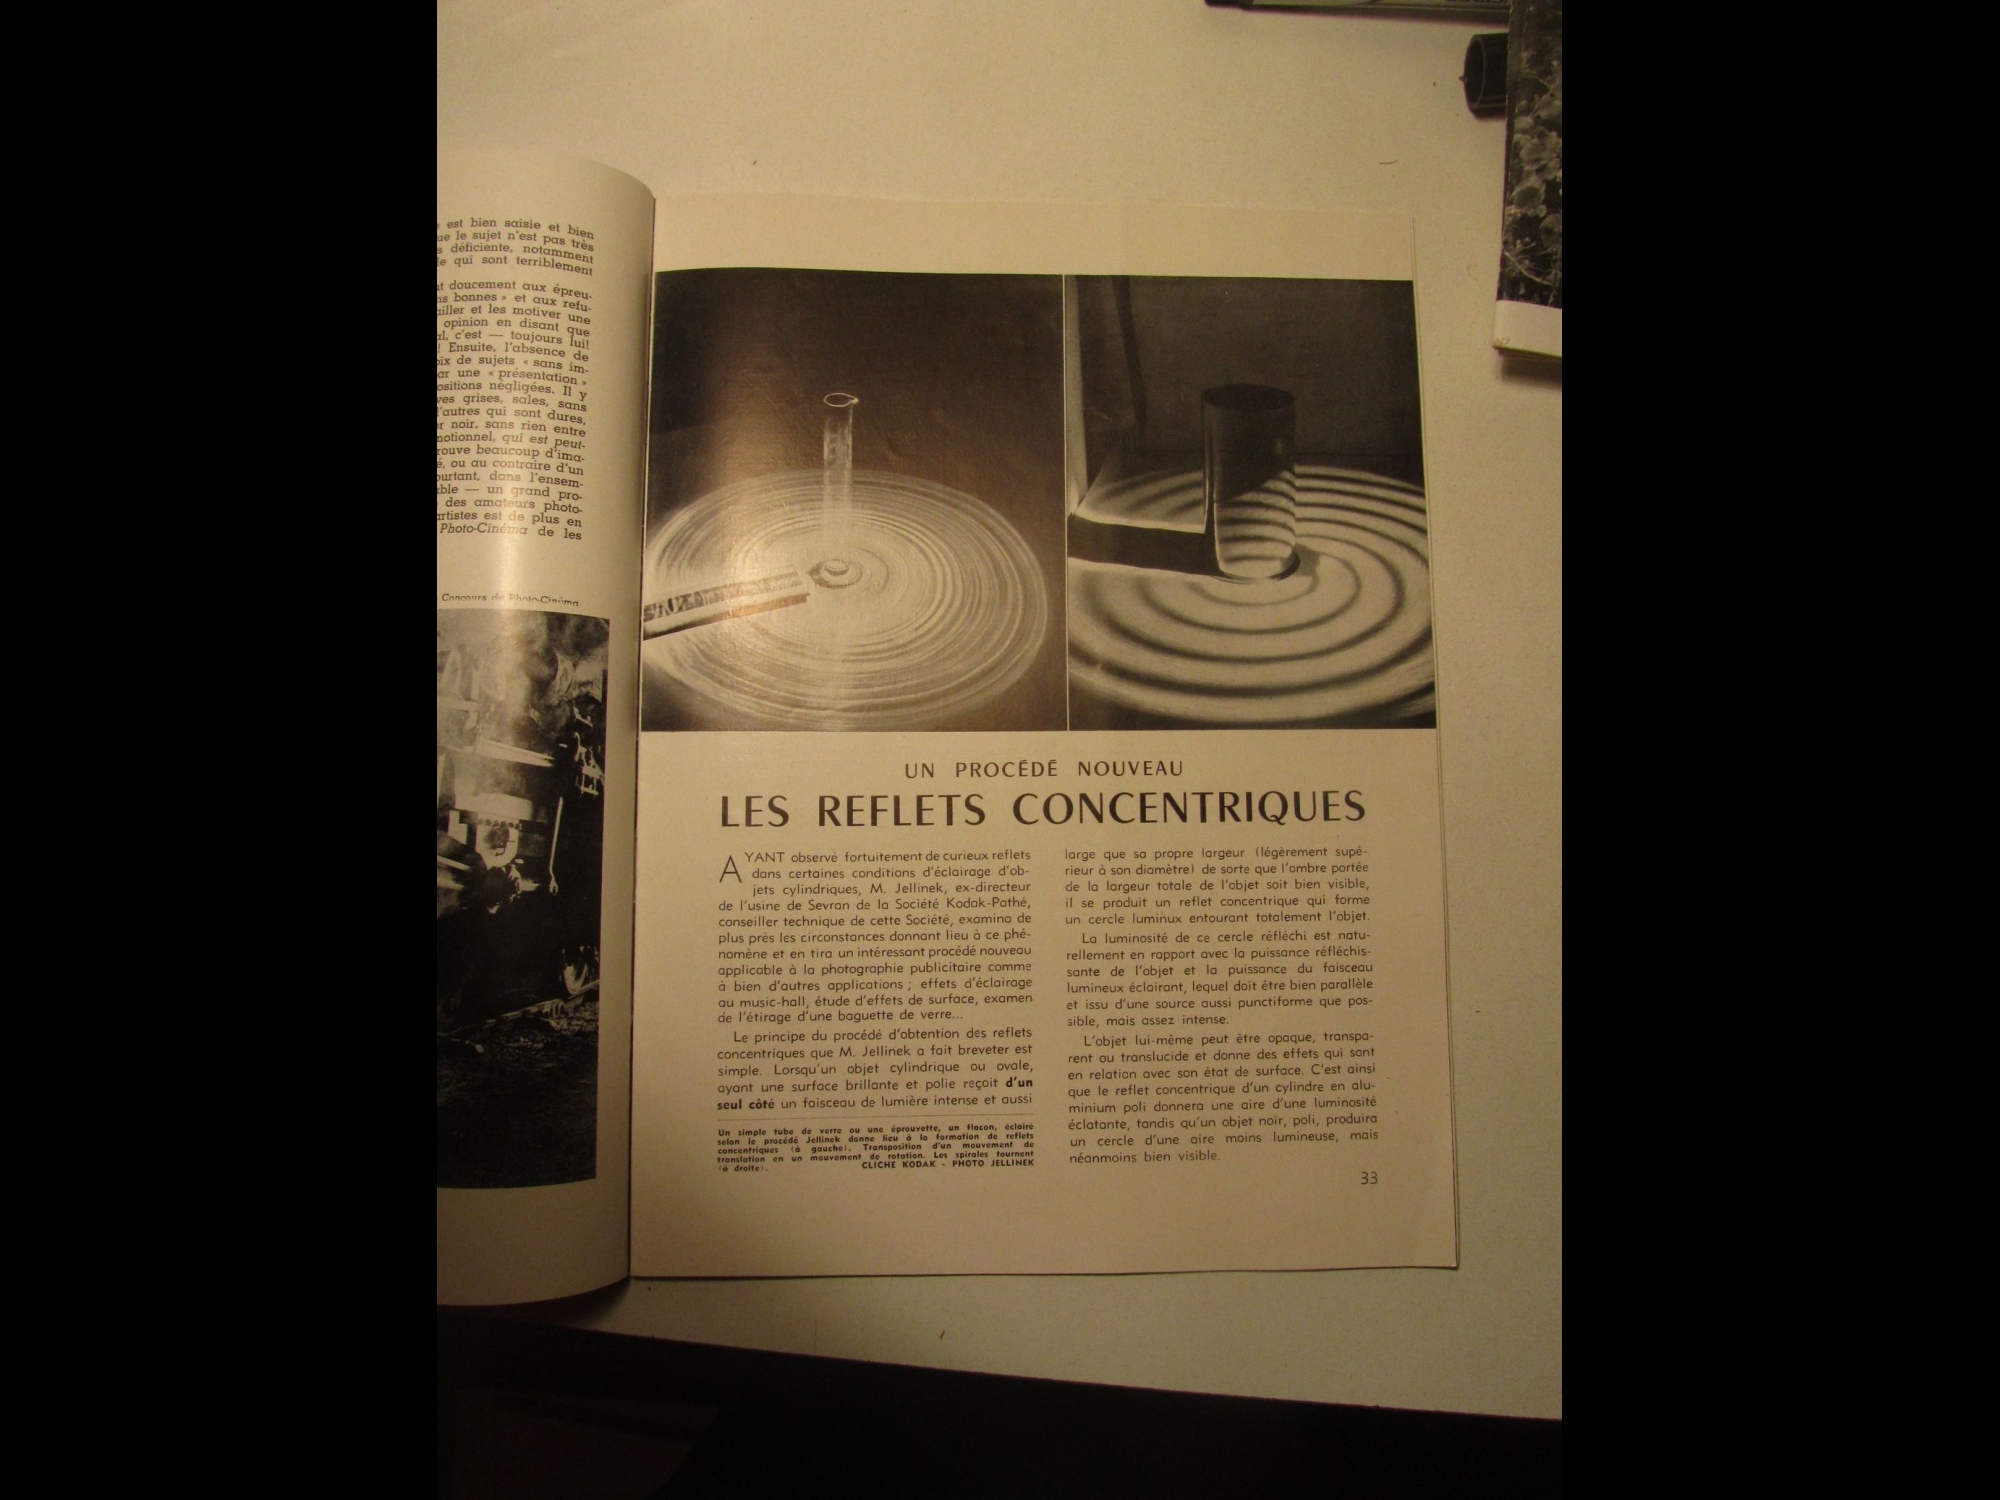 est bien saisie et bien
ue le sujet n'est pas très
s déficiente, notamment
le qui sont terriblement
t doucement aux épreu-
ns bonnes » et aux refu-
ailler et les motiver une
opinion en disant que
al, c'est — toujours lui!
! Ensuite, l'absence de
oix de sujets « sans im-
ar une « présentation »
ositions négligées. Il y
ves grises, sales, sans
l'autres qui sont dures,
r noir, sans rien entre
notionnel, qui est peut-
rouve beaucoup d'ima-
é, ou au contraire d'un
ourtant, dans l'ensem-
able — un grand pro-
des amateurs photo-
artistes est de plus en
Photo-Cinéma de les
Concours de Photo-Cinéma
UN PROCÉDÉ NOUVEAU
LES REFLETS CONCENTRIQUES
AYANT observé fortuitement de curieux reflets
dans certaines conditions d'éclairage d'ob-
jets cylindriques, M. Jellinek, ex-directeur
de l'usine de Sevran de la Société Kodak-Pathé,
conseiller technique de cette Société, examina de
plus près les circonstances donnant lieu à ce phé-
nomène et en tira un intéressant procédé nouveau
applicable à la photographie publicitaire comme
à bien d'autres applications ; effets d'éclairage
au music-hall, étude d'effets de surface, examen
de l'étirage d'une baguette de verre...
Le principe du procédé d'obtention des reflets
concentriques que M. Jellinek a fait breveter est
simple. Lorsqu'un objet cylindrique ou ovale,
ayant une surface brillante et polie reçoit d'un
seul côté un faisceau de lumière intense et aussi
Un simple tube de verre ou une éprouvette, un flacon, éclairé
selon le procédé Jellinek donne lieu à la formation de reflets
concentriques (à gauche). Transposition d'un mouvement de
translation en un mouvement de rotation. Les spirales tournent
(à droite). CLICHE KODAK - PHOTO JELLINEK
large que sa propre largeur (légèrement supé-
rieur à son diamètre) de sorte que l'ombre portée
de la largeur totale de l'objet soit bien visible,
il se produit un reflet concentrique qui forme
un cercle luminux entourant totalement l'objet.
La luminosité de ce cercle réfléchi est natu-
rellement en rapport avec la puissance réfléchis-
sante de l'objet et la puissance du faisceau
lumineux éclairant, lequel doit être bien parallèle
et issu d'une source aussi punctiforme que pos-
sible, mais assez intense.
L'objet lui-même peut être opaque, transpa-
rent ou translucide et donne des effets qui sont
en relation avec son état de surface. C'est ainsi
que le reflet concentrique d'un cylindre en alu-
minium poli donnera une aire d'une luminosité
éclatante, tandis qu'un objet noir, poli, produira
un cercle d'une aire moins lumineuse, mais
néanmoins bien visible.
33